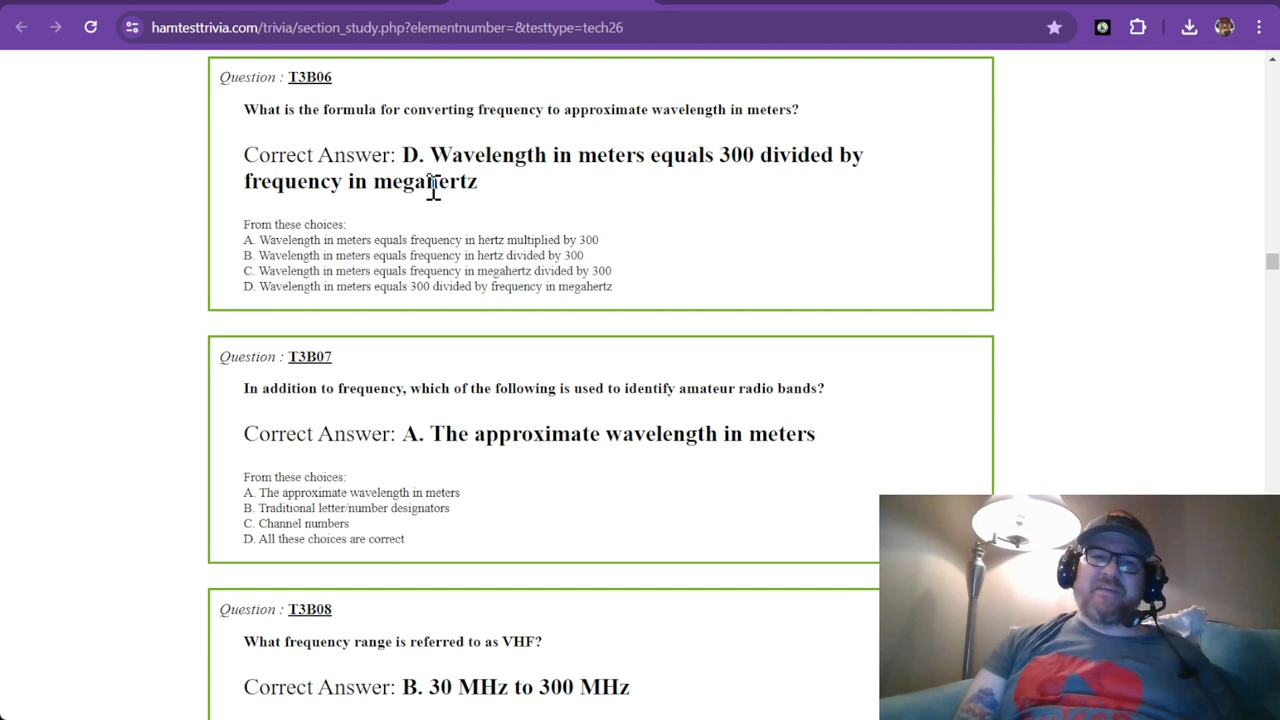 hamtesttrivia.com/trivia/section_study.php?elementnumber=&testtype=tech26
Question : T3B06
What is the formula for converting frequency to approximate wavelength in meters?
Correct Answer: D. Wavelength in meters equals 300 divided by
frequency in megahertz
From these choices:
A. Wavelength in meters equals frequency in hertz multiplied by 300
B. Wavelength in meters equals frequency in hertz divided by 300
C. Wavelength in meters equals frequency in megahertz divided by 300
D. Wavelength in meters equals 300 divided by frequency in megahertz
Question : T3B07
In addition to frequency, which of the following is used to identify amateur radio bands?
Correct Answer: A. The approximate wavelength in meters
From these choices:
A. The approximate wavelength in meters
B. Traditional letter/number designators
C. Channel numbers
D. All these choices are correct
Question : T3B08
What frequency range is referred to as VHF?
Correct Answer: B. 30 MHz to 300 MHz